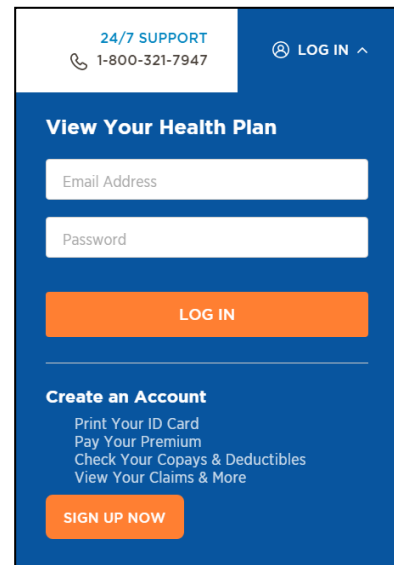 24/7 SUPPORT
1-800-321-7947
LOG IN
View Your Health Plan
Email Address
Password
LOG IN
Create an Account
Print Your ID Card
Pay Your Premium
Check Your Copays & Deductibles
View Your Claims & More
SIGN UP NOW